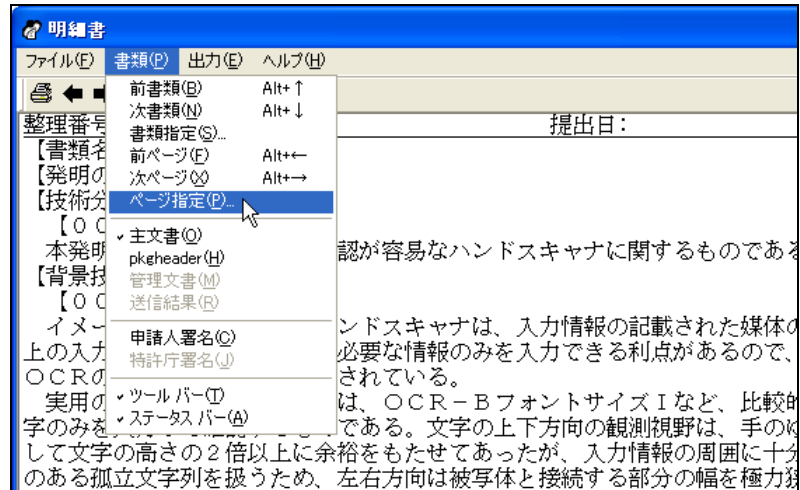 明細書
ファイル(F) 書類(P) 出力(E) ヘルプ(H)
前書類(B) Alt+↑
次書類(N) Alt+↓
書類指定(S)...
前ページ(F) Alt+←
次ページ(X) Alt+→
ページ指定(P)...
✓主文書(O)
pkgheader(H)
管理文書(M)
送信結果(R)
申請人署名(C)
特許庁署名(J)
✓ツール バー(T)
✓ステータス バー(A)
整理番号 提出日：
【書類名
【発明の
【技術分
【００
本発明 認が容易なハンドスキャナに関するものである
【背景技
【００
イメー ンドスキャナは、入力情報の記載された媒体の
上の入力 必要な情報のみを入力できる利点があるので、
ＯＣＲの されている。
実用の は、ＯＣＲ－ＢフォントサイズＩなど、比較的
字のみを である。文字の上下方向の観測視野は、手のゆ
して文字の高さの２倍以上に余裕をもたせてあったが、入力情報の周囲に十分
のある孤立文字列を扱うため、左右方向は被写体と接続する部分の幅を極力狭